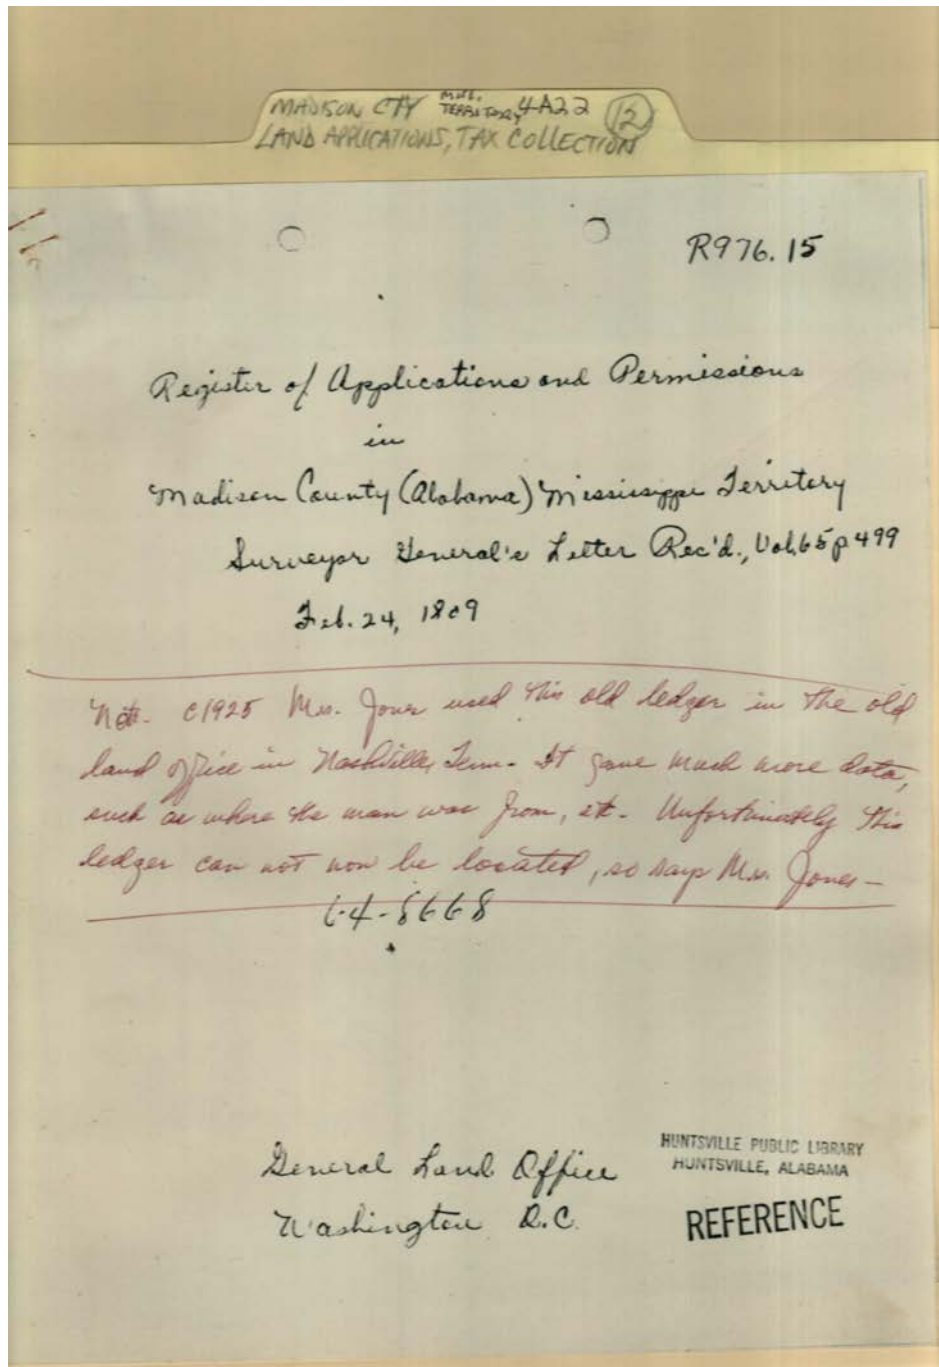 MADISON CTY MISS. TERRITORY 4A22 12
LAND APPLICATIONS, TAX COLLECTION
R976.15
Register of Applications and Permissions
in
Madison County (Alabama) Mississippi Territory
Surveyor General's Letter Rec'd., Vol. 65 p 499
Feb. 24, 1809
Note. C1925 Mrs. Jones used this old ledger in the old
land office in Nashville, Tenn. It gave much more data,
such as where the man was from, etc. Unfortunately this
ledger can not now be located, so says Mrs. Jones —
64-8668
General Land Office
Washington D.C.
HUNTSVILLE PUBLIC LIBRARY
HUNTSVILLE, ALABAMA
REFERENCE